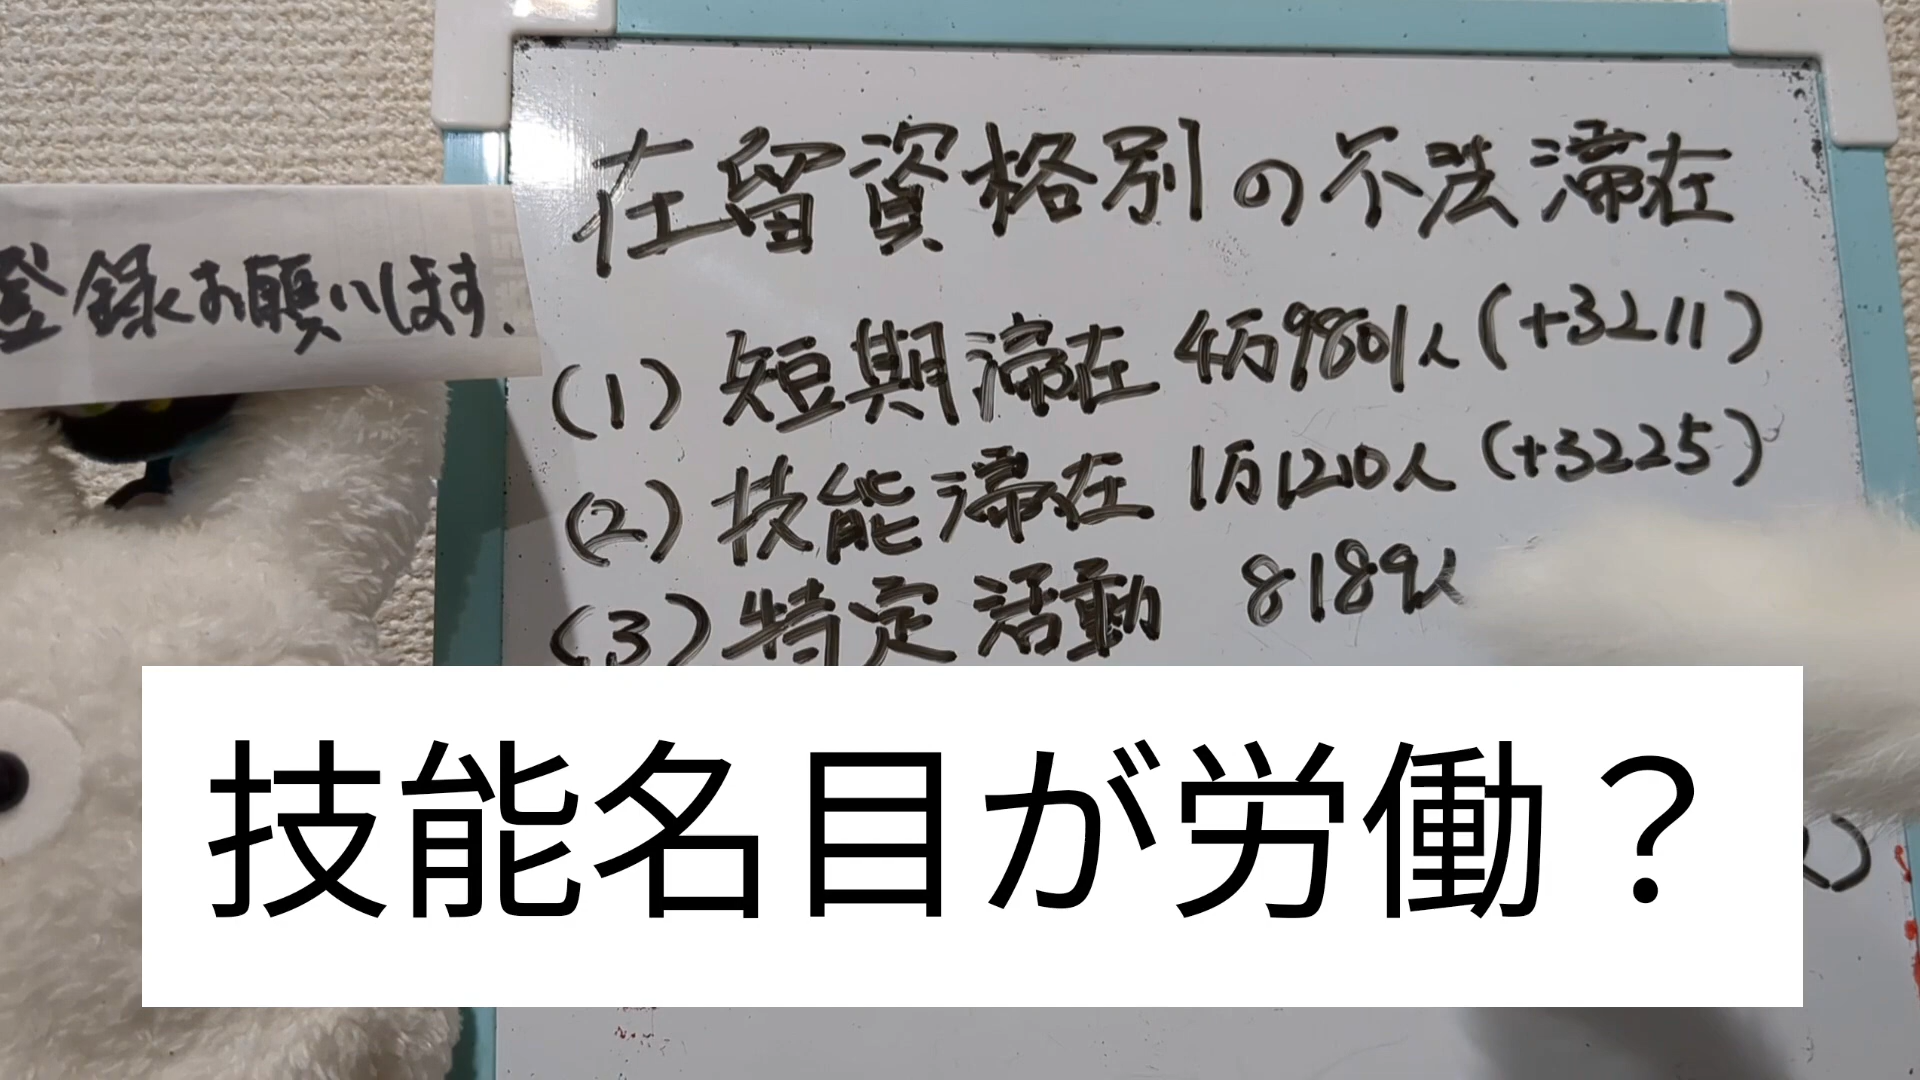 在留資格別の不法滞在
登録お願いします.
(1) 短期滞在 4万9801人 (+3211)
(2) 技能滞在 1万1210人 (+3225)
(3) 特定活動 8189人
技能名目が労働？